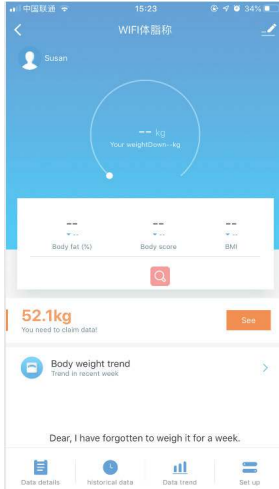 中国联通 15:23 34%
WIFI体脂称
Susan
-- kg
Your weightDown--kg
-- -- --
-- -- --
Body fat (%) Body score BMI
52.1kg
You need to claim data!
See
Body weight trend
Trend in recent week
Dear, I have forgotten to weigh it for a week.
Data details historical data Data trend Set up